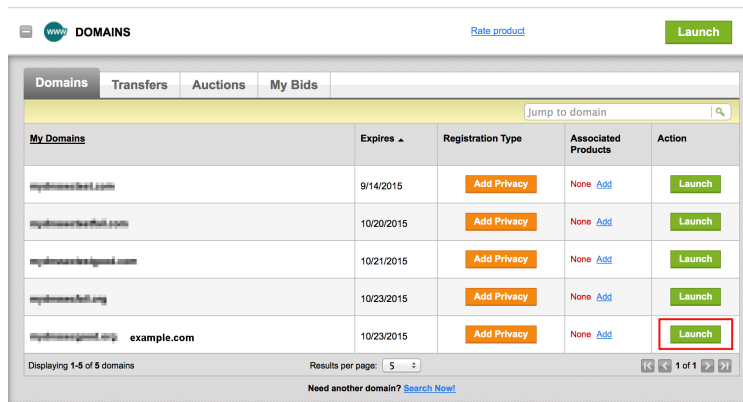 www DOMAINS Rate product Launch
Domains Transfers Auctions My Bids
Jump to domain
My Domains Expires Registration Type Associated Products Action
9/14/2015 Add Privacy None Add Launch
10/20/2015 Add Privacy None Add Launch
10/21/2015 Add Privacy None Add Launch
10/23/2015 Add Privacy None Add Launch
example.com 10/23/2015 Add Privacy None Add Launch
Displaying 1-5 of 5 domains Results per page: 5 1 of 1
Need another domain? Search Now!